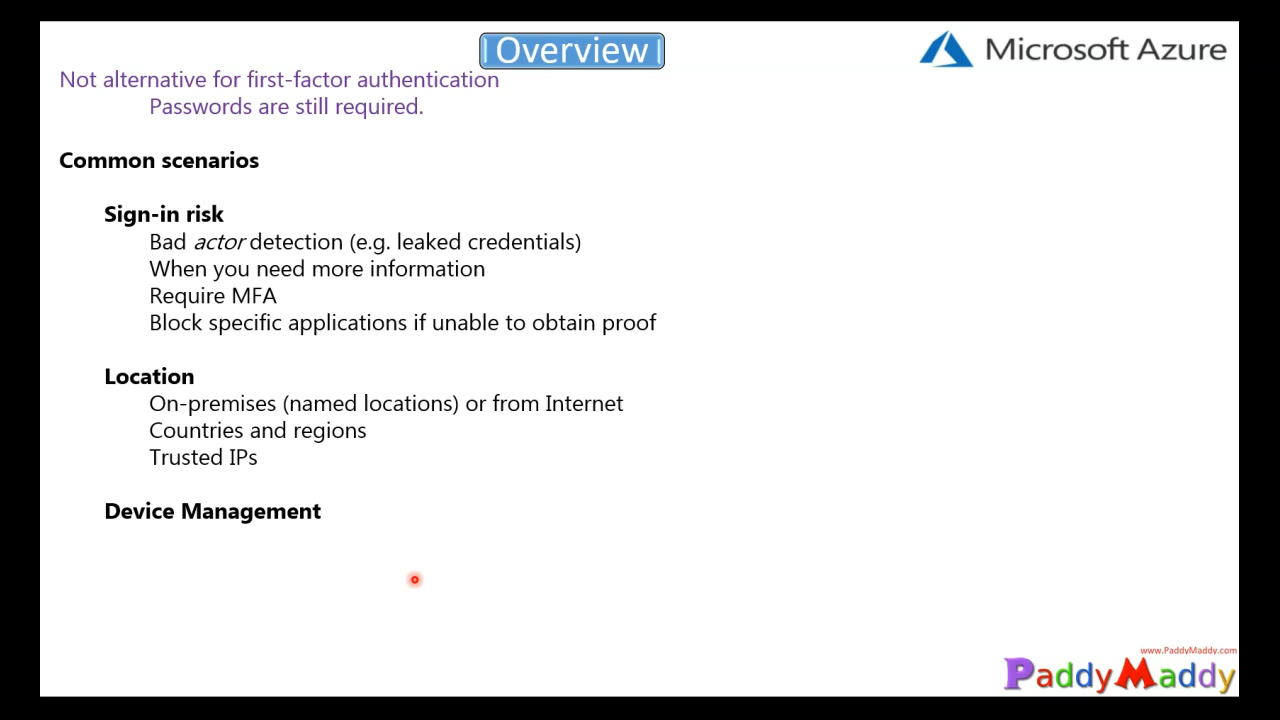 Overview
Microsoft Azure
Not alternative for first-factor authentication
Passwords are still required.
Common scenarios
Sign-in risk
Bad actor detection (e.g. leaked credentials)
When you need more information
Require MFA
Block specific applications if unable to obtain proof
Location
On-premises (named locations) or from Internet
Countries and regions
Trusted IPs
Device Management
www.PaddyMaddy.com
PaddyMaddy